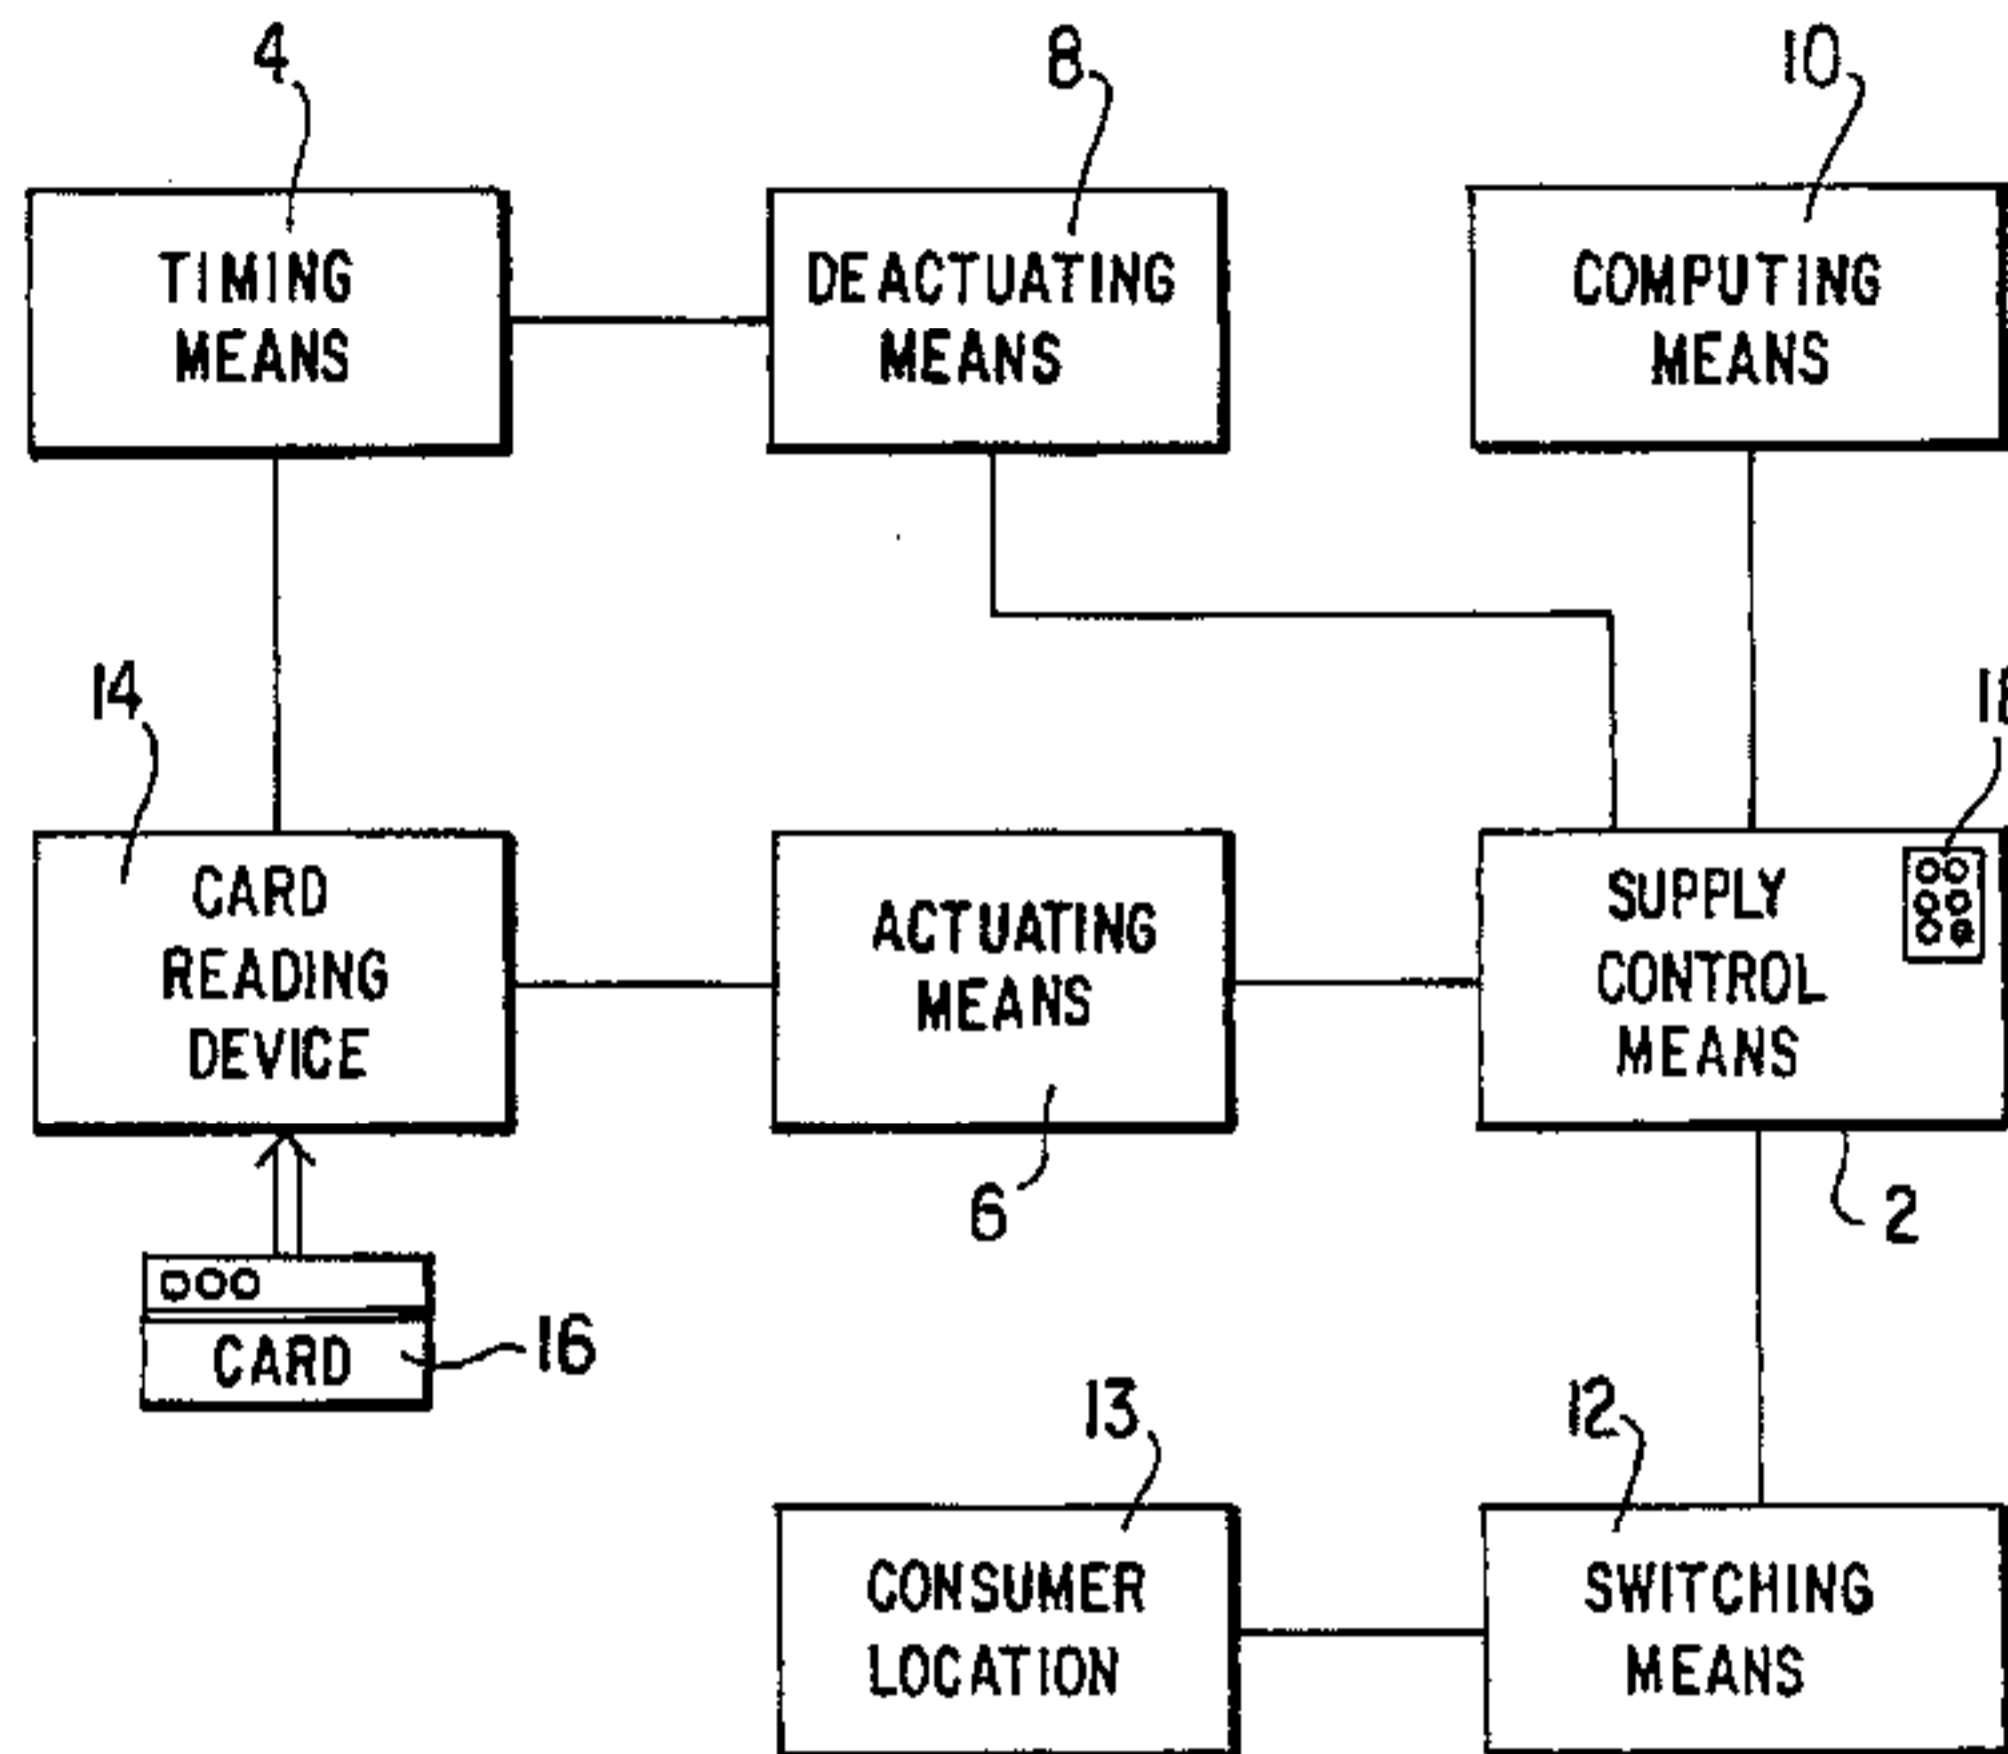 4
8
10
TIMING
MEANS
DEACTUATING
MEANS
COMPUTING
MEANS
14
CARD
READING
DEVICE
ACTUATING
MEANS
SUPPLY
CONTROL
MEANS
6
2
CARD
16
13
12
CONSUMER
LOCATION
SWITCHING
MEANS